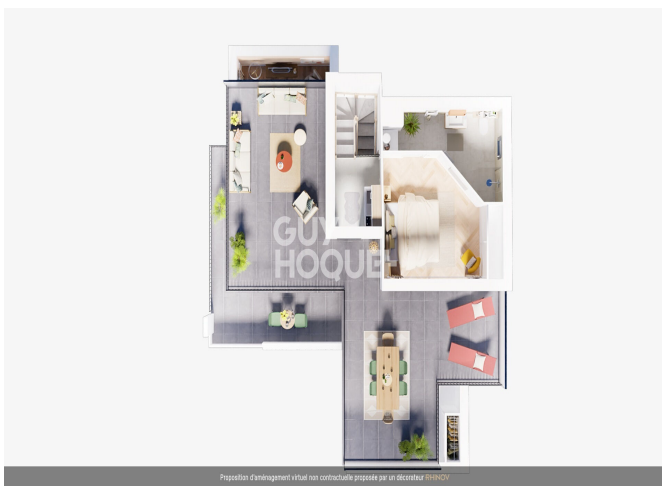 GUY
HOQUET
Proposition d'aménagement virtuel non contractuelle proposée par un décorateur RHINOV